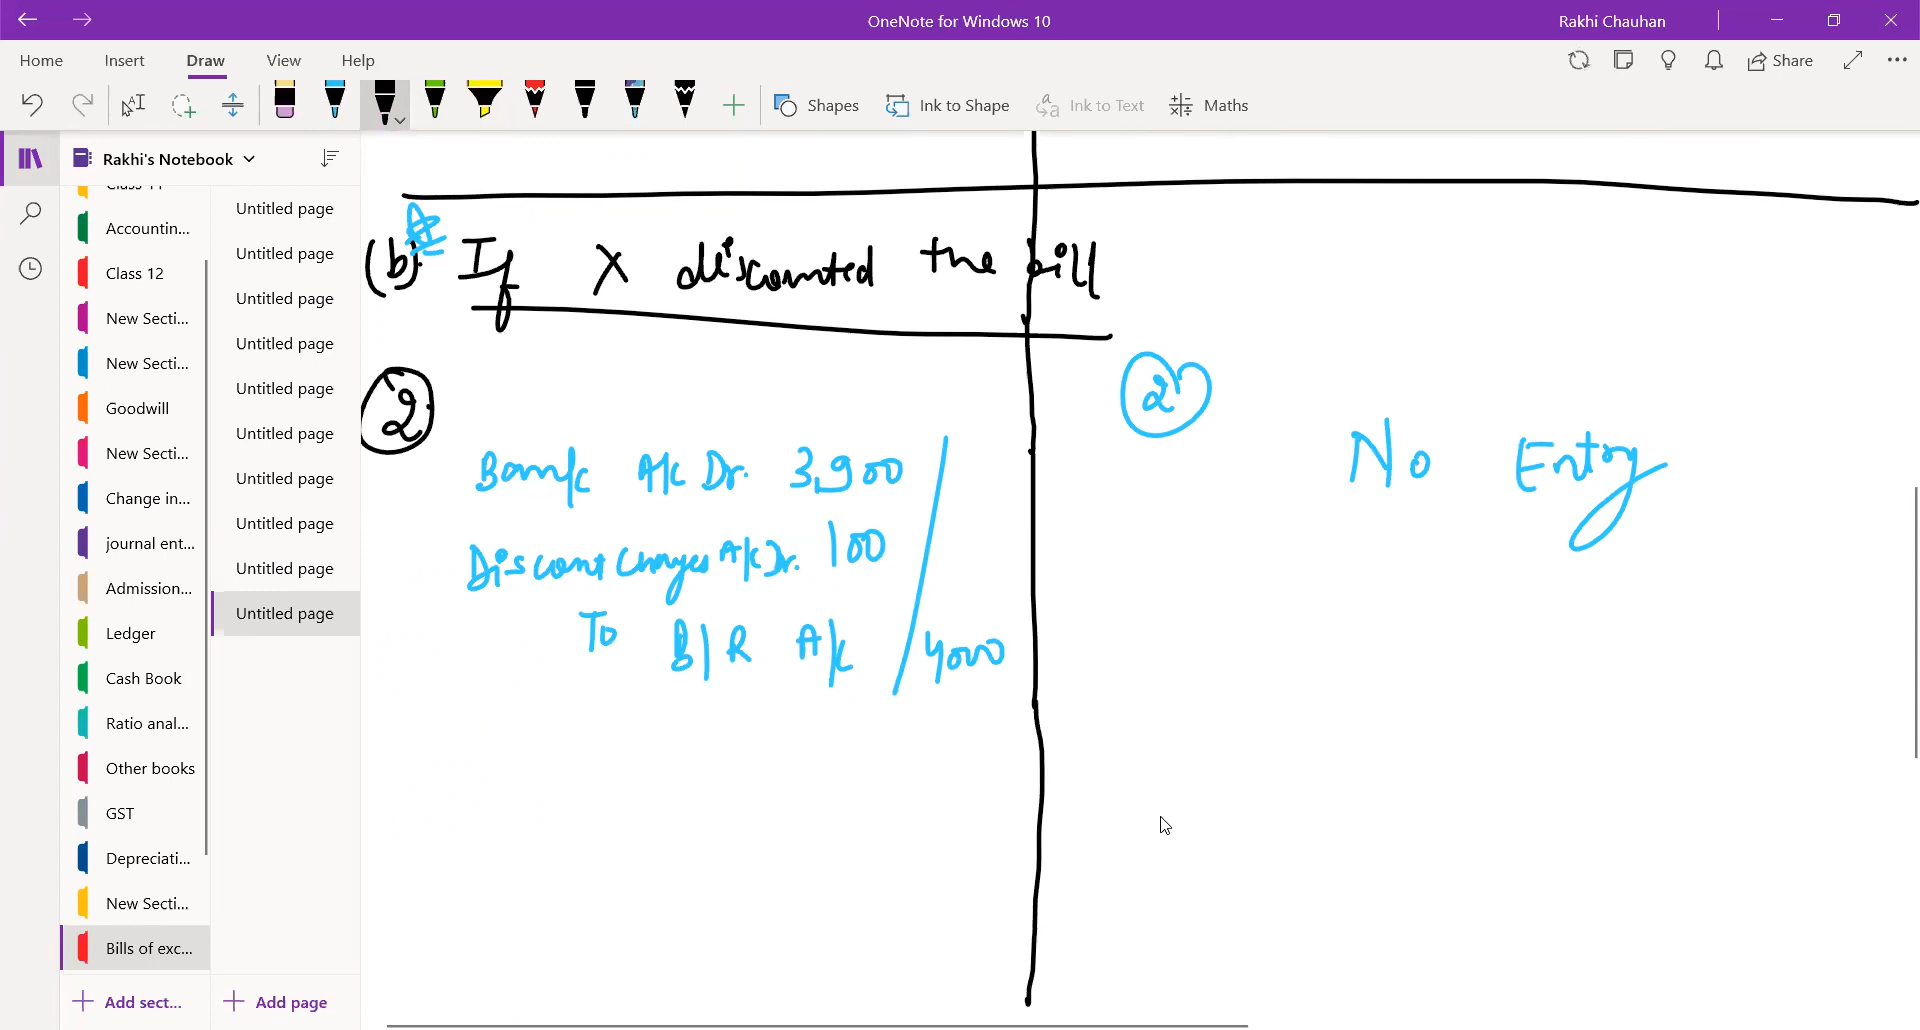 OneNote for Windows 10
Rakhi Chauhan
Home Insert Draw View Help
Share
Shapes
Ink to Shape
Ink to Text
Maths
Rakhi's Notebook
Accountin...
Class 12
New Secti...
New Secti...
Goodwill
New Secti...
Change in...
journal ent...
Admission...
Ledger
Cash Book
Ratio anal...
Other books
GST
Depreciati...
New Secti...
Bills of exc...
Add sect...
Untitled page
Untitled page
Untitled page
Untitled page
Untitled page
Untitled page
Untitled page
Untitled page
Untitled page
Untitled page
Add page
(b) If X discounted the bill
2
Bank A/c Dr. 3,900
Discount Charges A/c Dr. 100
To B/R A/c 4000
2
No Entry